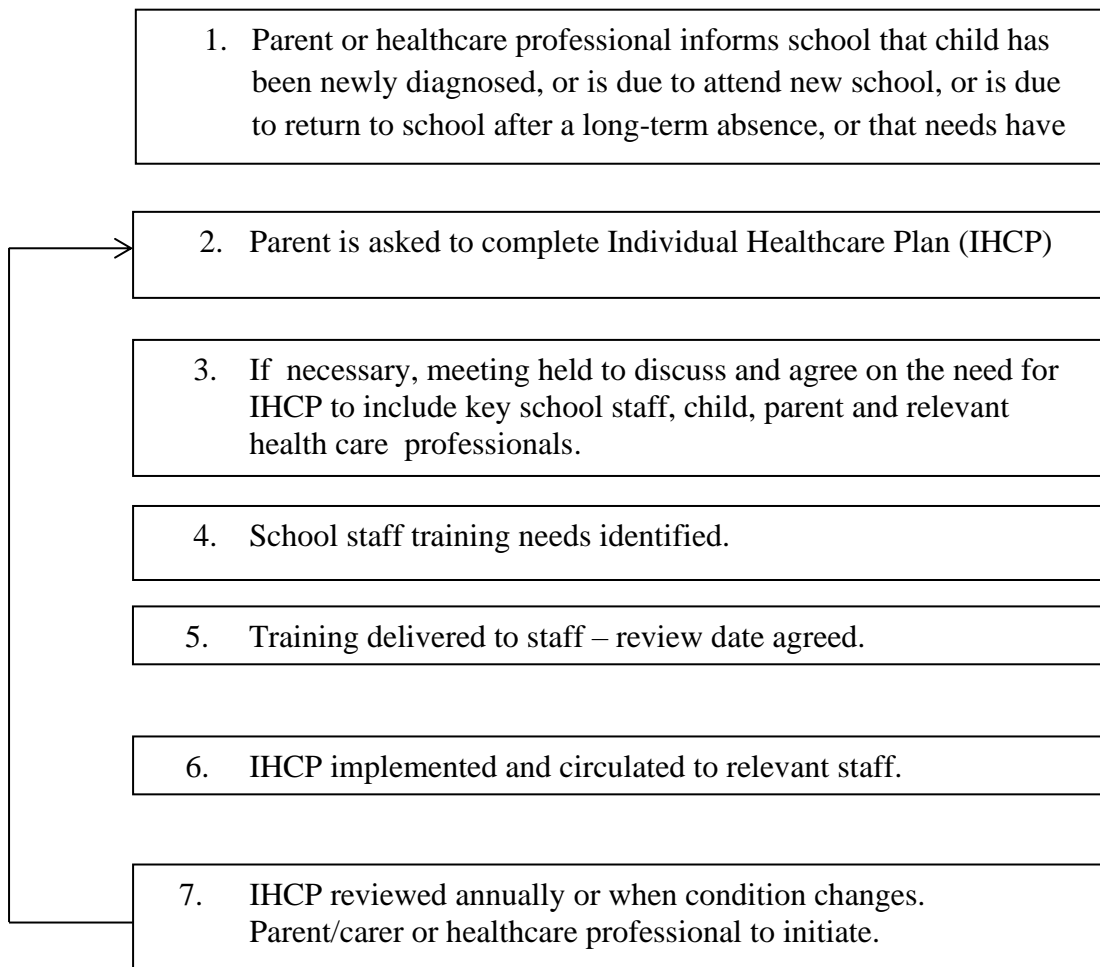 1. Parent or healthcare professional informs school that child has
been newly diagnosed, or is due to attend new school, or is due
to return to school after a long-term absence, or that needs have
2. Parent is asked to complete Individual Healthcare Plan (IHCP)
3. If necessary, meeting held to discuss and agree on the need for
IHCP to include key school staff, child, parent and relevant
health care professionals.
4. School staff training needs identified.
5. Training delivered to staff – review date agreed.
6. IHCP implemented and circulated to relevant staff.
7. IHCP reviewed annually or when condition changes.
Parent/carer or healthcare professional to initiate.